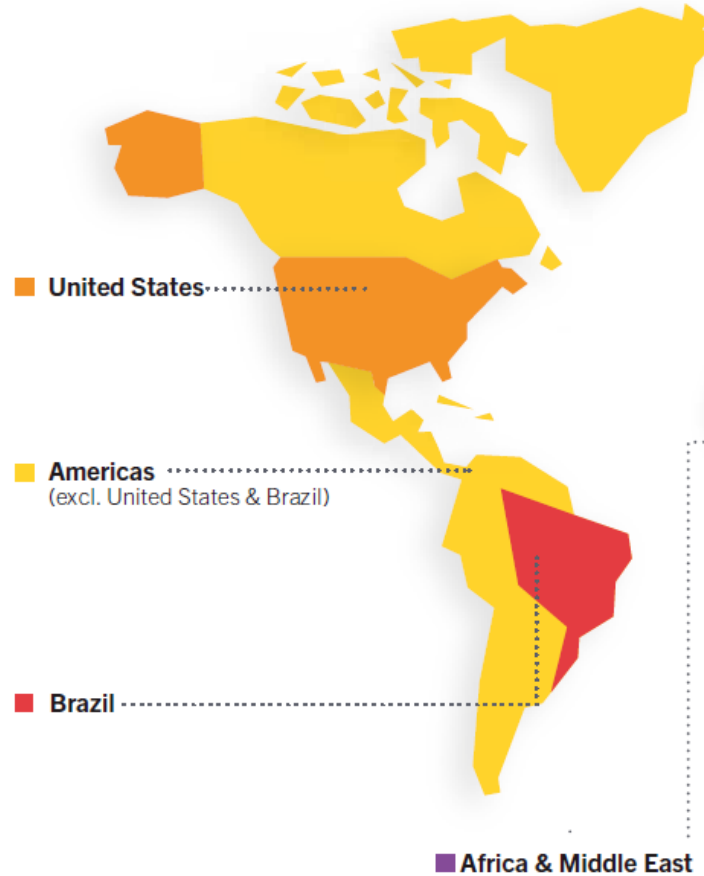 United States
Americas
(excl. United States & Brazil)
Brazil
Africa & Middle East